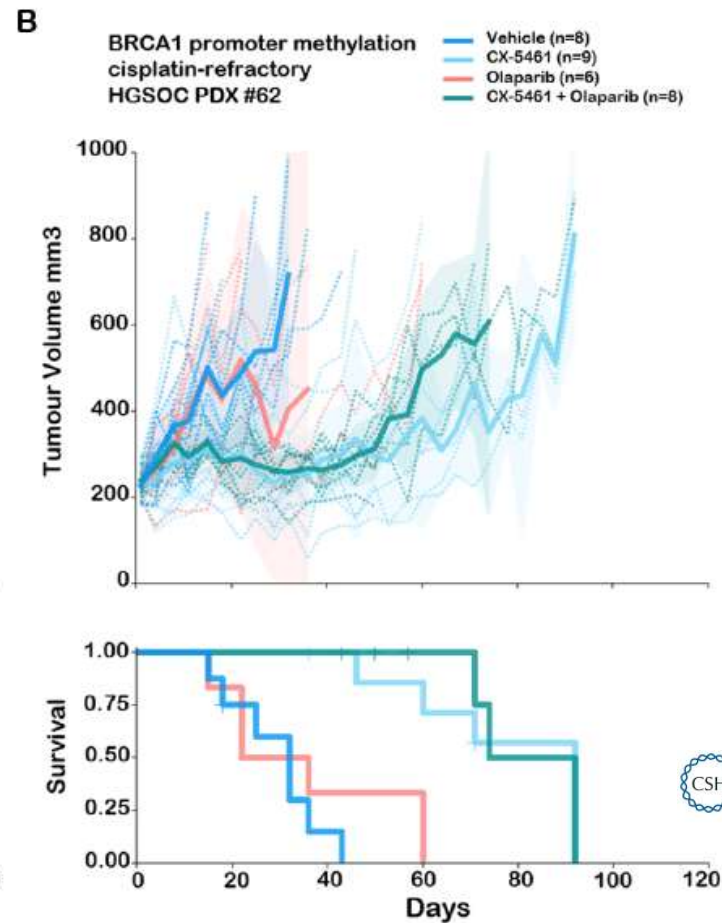 B
BRCA1 promoter methylation
cisplatin-refractory
HGSOC PDX #62
Vehicle (n=8)
CX-5461 (n=9)
Olaparib (n=6)
CX-5461 + Olaparib (n=8)
Tumour Volume mm3
1000
800
600
400
200
0
Survival
1.00
0.75
0.50
0.25
0.00
0 20 40 60 80 100 120
Days
CSH